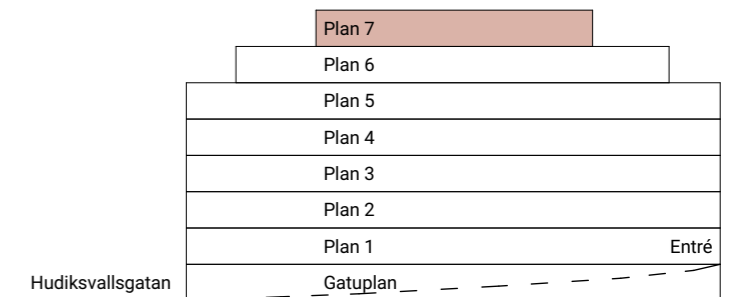 Plan 7
Plan 6
Plan 5
Plan 4
Plan 3
Plan 2
Plan 1 Entré
Hudiksvallsgatan Gatuplan